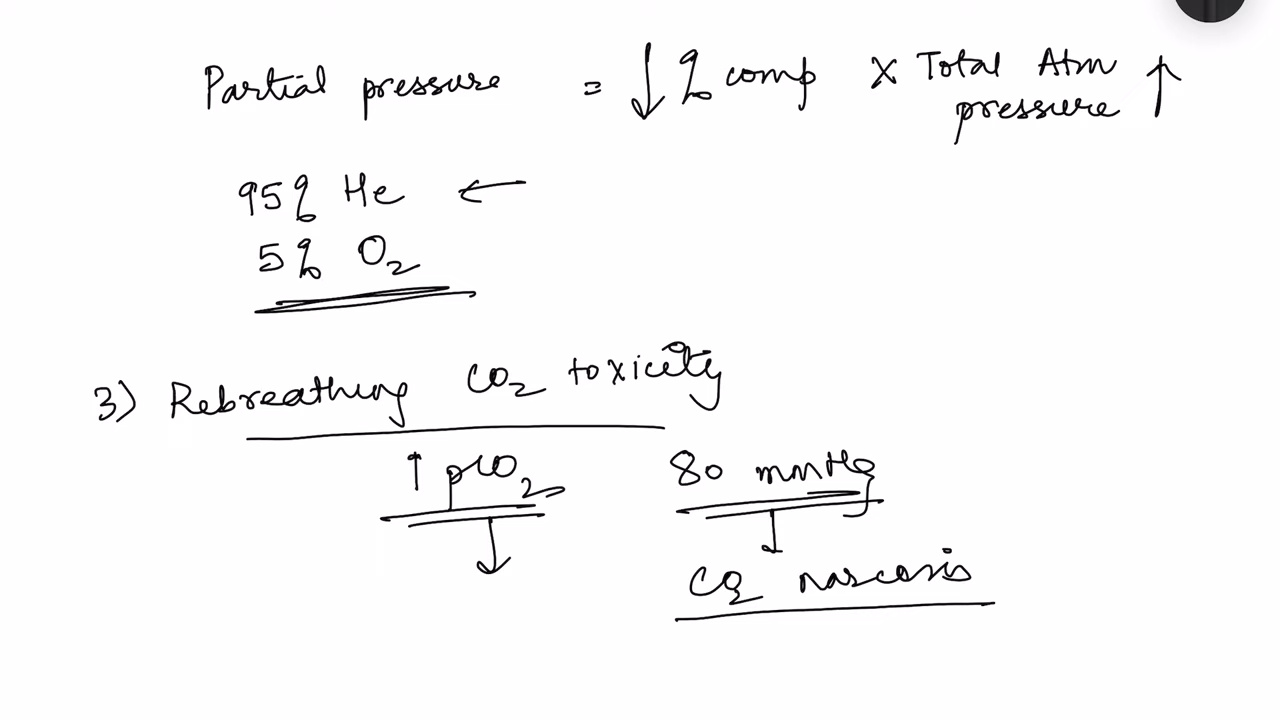 Partial pressure = ↓ % comp × Total Atm pressure ↑
95% He ←
5% O₂
3) Rebreathing CO₂ toxicity
↑ pCO₂ 80 mmHg
↓ ↓
CO₂ narcosis